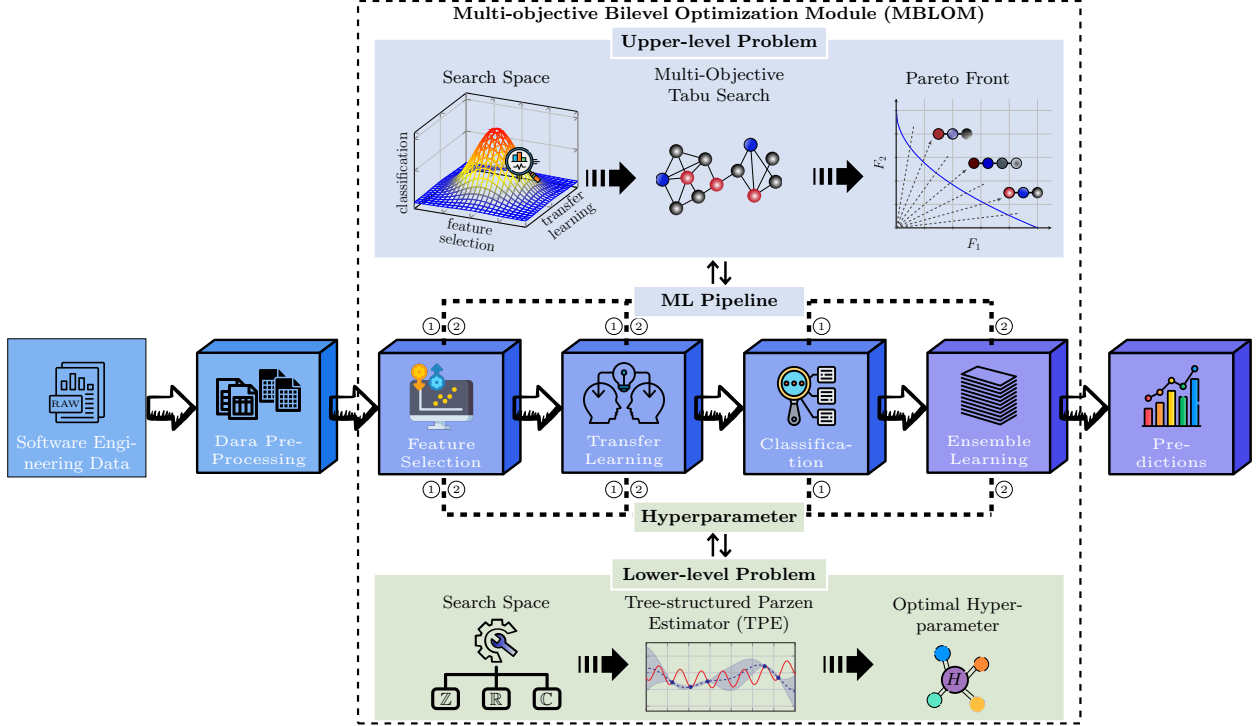 Multi-objective Bilevel Optimization Module (MBLOM)
Upper-level Problem
Search Space
classification
feature
selection
transfer
learning
Multi-Objective
Tabu Search
Pareto Front
F₂
F₁
ML Pipeline
① ②
① ②
①
②
RAW
Software Engi-
neering Data
Dara Pre-
Processing
Feature
Selection
Transfer
Learning
Classifica-
tion
Ensemble
Learning
Pre-
dictions
① ②
① ②
①
②
Hyperparameter
Lower-level Problem
Search Space
ℤ ℝ ℂ
Tree-structured Parzen
Estimator (TPE)
Optimal Hyper-
parameter
H